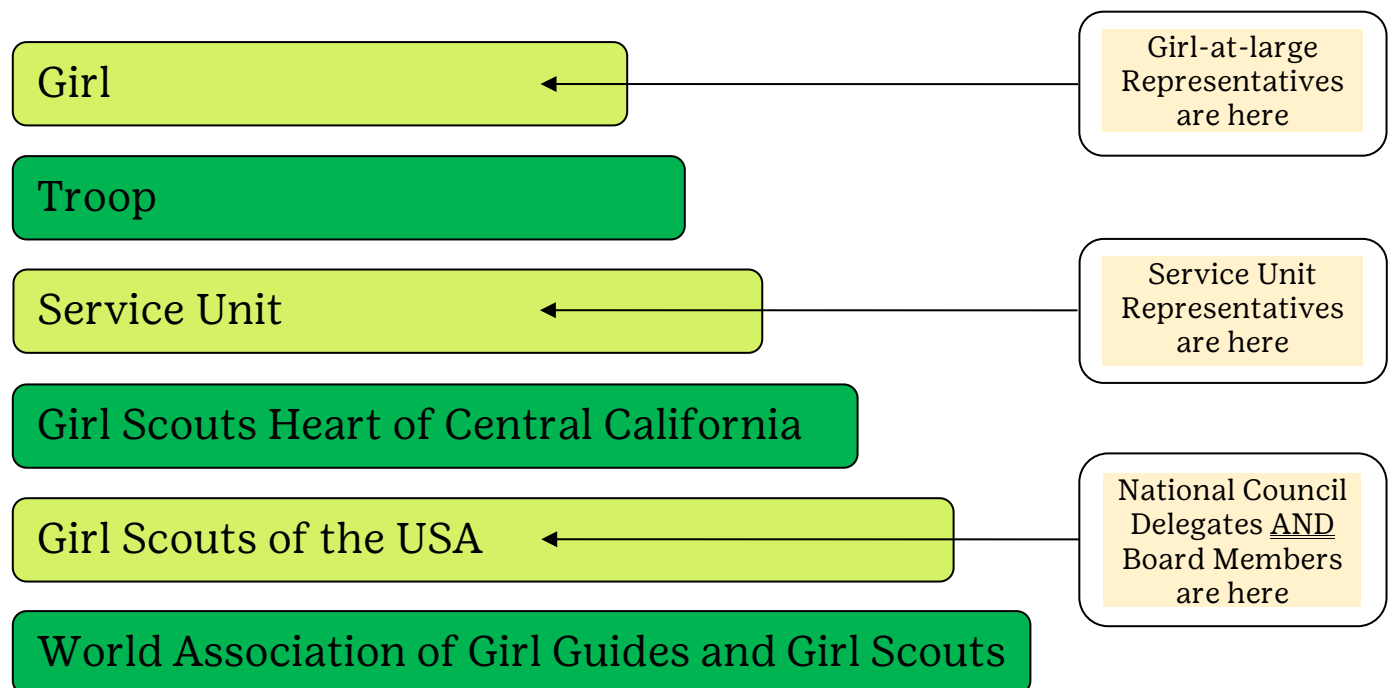 Girl
Girl-at-large
Representatives
are here
Troop
Service Unit
Service Unit
Representatives
are here
Girl Scouts Heart of Central California
Girl Scouts of the USA
National Council
Delegates AND
Board Members
are here
World Association of Girl Guides and Girl Scouts